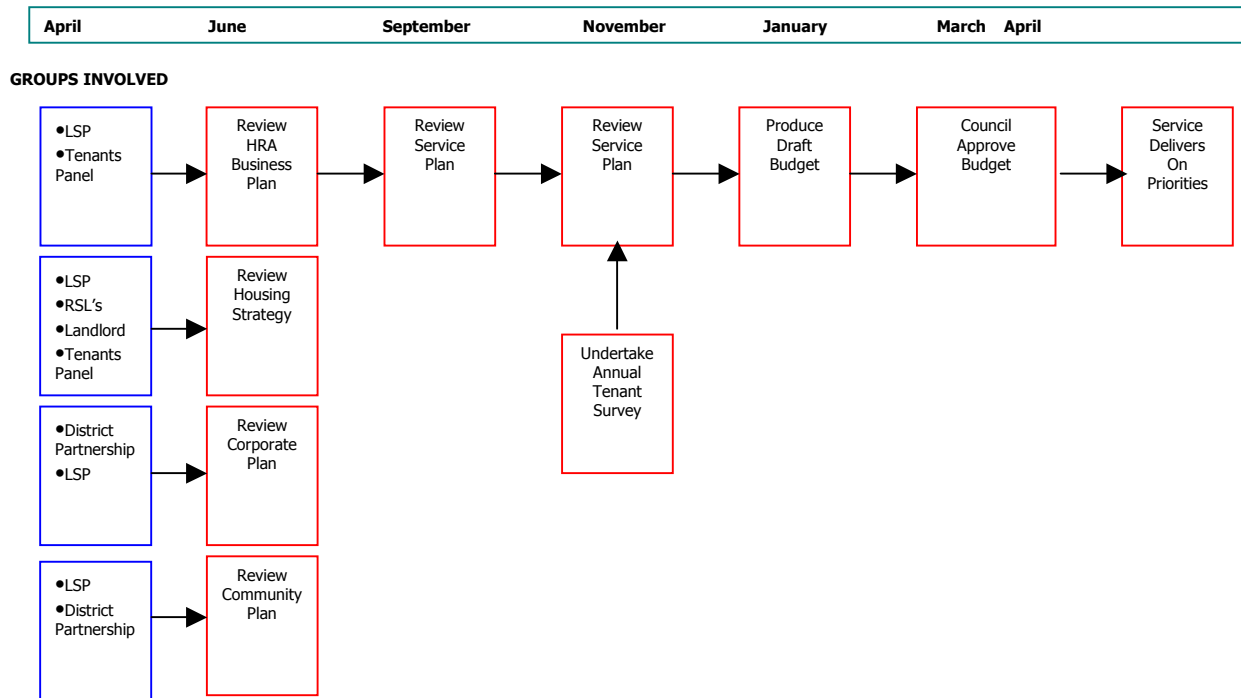 April June September November January March April
GROUPS INVOLVED
•LSP
•Tenants
Panel
Review
HRA
Business
Plan
Review
Service
Plan
Review
Service
Plan
Produce
Draft
Budget
Council
Approve
Budget
Service
Delivers
On
Priorities
•LSP
•RSL’s
•Landlord
•Tenants
Panel
Review
Housing
Strategy
Undertake
Annual
Tenant
Survey
•District
Partnership
•LSP
Review
Corporate
Plan
•LSP
•District
Partnership
Review
Community
Plan